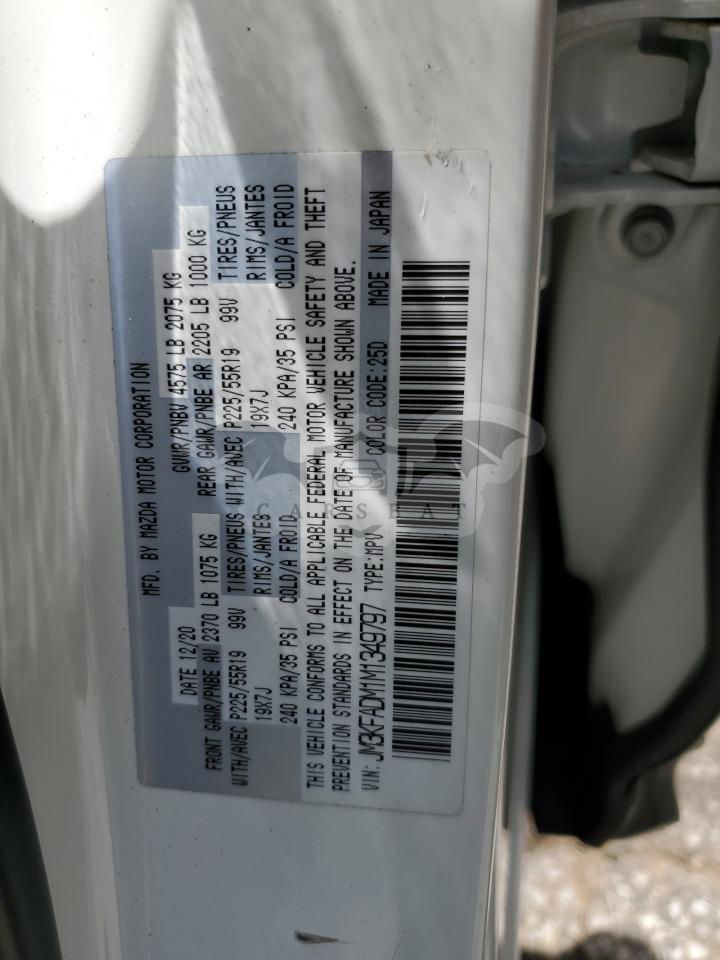 MFD. BY MAZDA MOTOR CORPORATION
DATE 12/20 GVWR/PNBV 4575 LB 2075 KG
FRONT GAWR/PNBE AV 2370 LB 1075 KG REAR GAWR/PNBE AR 2205 LB 1000 KG
WITH/AVEC P225/55R19 99V TIRES/PNEUS WITH/AVEC P225/55R19 99V TIRES/PNEUS
19X7J RIMS/JANTES 19X7J RIMS/JANTES
240 KPA/35 PSI COLD/A FROID 240 KPA/35 PSI COLD/A FROID
THIS VEHICLE CONFORMS TO ALL APPLICABLE FEDERAL MOTOR VEHICLE SAFETY AND THEFT
PREVENTION STANDARDS IN EFFECT ON THE DATE OF MANUFACTURE SHOWN ABOVE.
VIN: JM3KFADM1M1349797 TYPE:MPV COLOR CODE:25D MADE IN JAPAN
CARSEAT